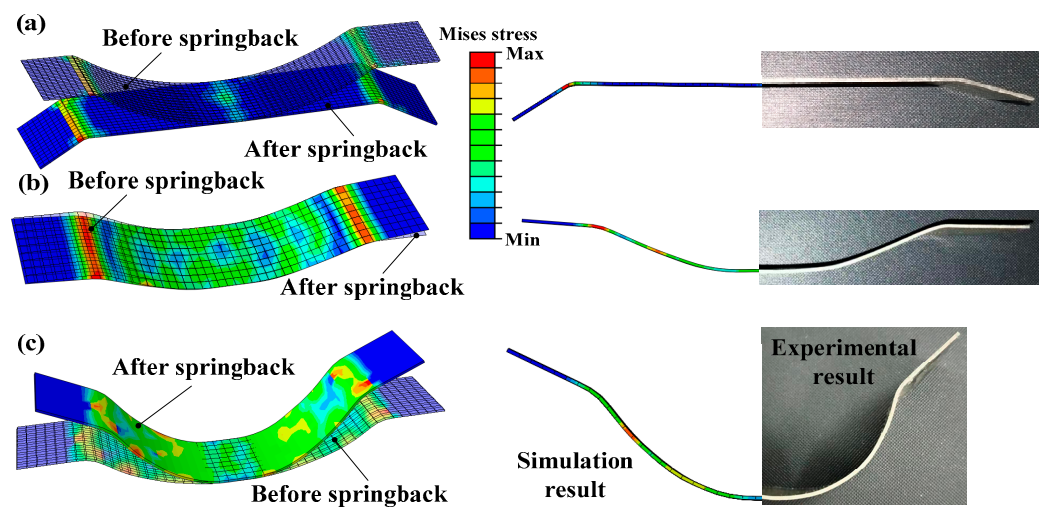 (a)
Before springback
After springback
Mises stress
Max
Min
(b)
Before springback
After springback
(c)
After springback
Before springback
Simulation
result
Experimental
result